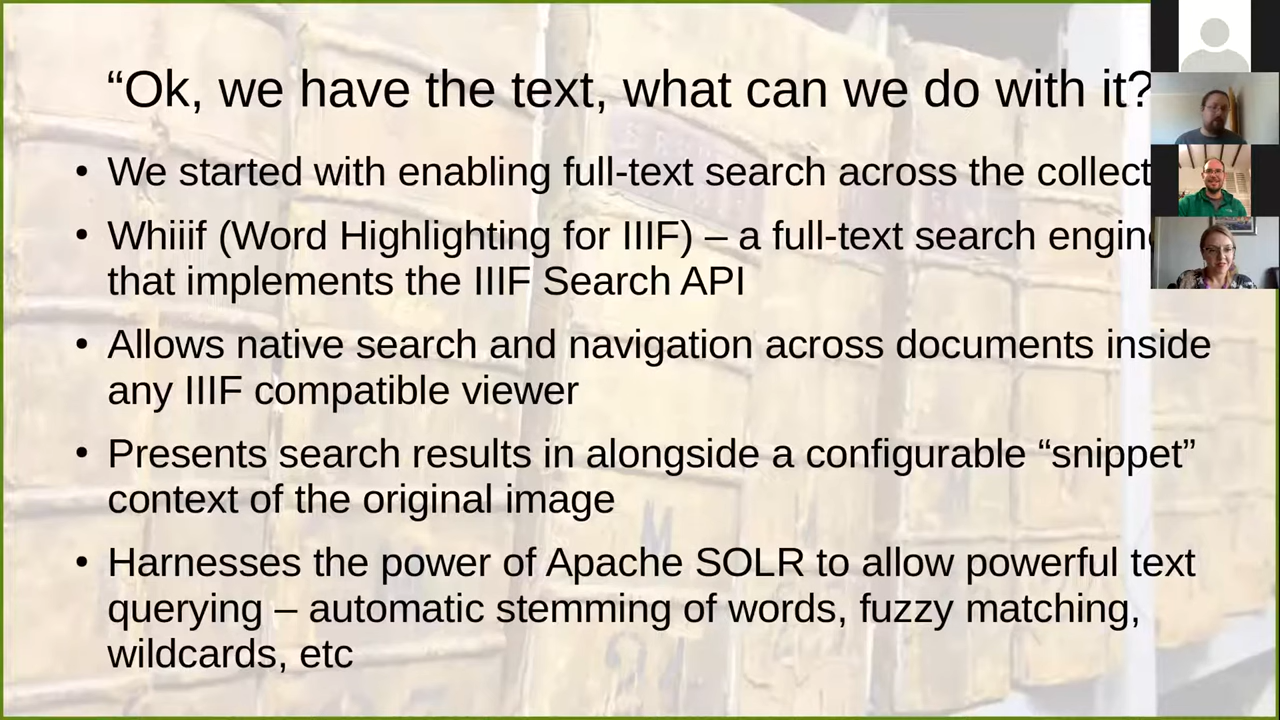 “Ok, we have the text, what can we do with it?
• We started with enabling full-text search across the
• Whiiif (Word Highlighting for IIIF) – a full-text search
that implements the IIIF Search API
• Allows native search and navigation across documents inside
any IIIF compatible viewer
• Presents search results in alongside a configurable “snippet”
context of the original image
• Harnesses the power of Apache SOLR to allow powerful text
querying – automatic stemming of words, fuzzy matching,
wildcards, etc